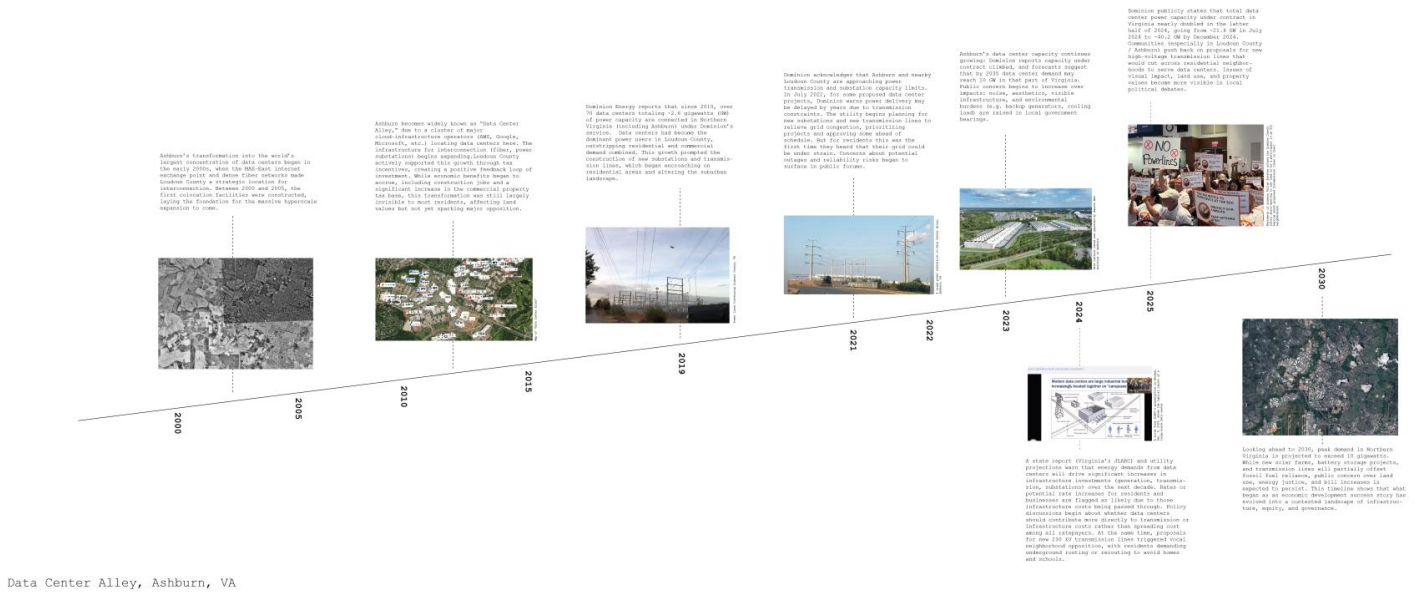 Ashburn's transformation into the world's
largest concentration of data centers began in
the early 2000s, when the MAE-East internet
exchange point and dense fiber networks made
Loudoun County a strategic location for
interconnection. Between 2000 and 2005, the
first colocation facilities were constructed,
laying the foundation for the massive hyperscale
expansion to come.
Ashburn becomes widely known as "Data Center
Alley," due to a cluster of major
cloud-infrastructure operators (AWS, Google,
Microsoft, etc.) locating data centers here. The
infrastructure for interconnection (fiber, power
substations) begins expanding.Loudoun County
actively supported this growth through tax
incentives, creating a positive feedback loop of
investment. While economic benefits began to
accrue, including construction jobs and a
significant increase in the commercial property
tax base, this transformation was still largely
invisible to most residents, affecting land
values but not yet sparking major opposition.
Dominion Energy reports that since 2019, over
70 data centers totaling ~2.6 gigawatts (GW)
of power capacity are connected in Northern
Virginia (including Ashburn) under Dominion's
service. Data centers had become the
dominant power users in Loudoun County,
outstripping residential and commercial
demand combined. This growth prompted the
construction of new substations and transmis-
sion lines, which began encroaching on
residential areas and altering the suburban
landscape.
Dominion acknowledges that Ashburn and nearby
Loudoun County are approaching power
transmission and substation capacity limits.
In July 2022, for some proposed data center
projects, Dominion warns power delivery may
be delayed by years due to transmission
constraints. The utility begins planning for
new substations and new transmission lines to
relieve grid congestion, prioritizing
projects and approving some ahead of
schedule. But for residents this was the
first time they heard that their grid could
be under strain. Concerns about potential
outages and reliability risks began to
surface in public forums.
Ashburn's data center capacity continues
growing: Dominion reports capacity under
contract climbed, and forecasts suggest
that by 2035 data center demand may
reach 10 GW in that part of Virginia.
Public concern begins to increase over
impacts: noise, aesthetics, visible
infrastructure, and environmental
burdens (e.g. backup generators, cooling
load) are raised in local government
hearings.
Dominion publicly states that total data
center power capacity under contract in
Virginia nearly doubled in the latter
half of 2024, going from ~21.4 GW in July
2024 to ~40.2 GW by December 2024.
Communities (especially in Loudoun County
/ Ashburn) push back on proposals for new
high-voltage transmission lines that
would cut across residential neighbor-
hoods to serve data centers. Issues of
visual impact, land use, and property
values become more visible in local
political debates.
NO
Powerlines
2000
2005
2010
2015
2019
2021
2022
2023
2024
2025
2030
Modern data centers are large industrial
increasingly located together on "campuses
A state report (Virginia's JLARC) and utility
projections warn that energy demands from data
centers will drive significant increases in
infrastructure investments (generation, transmis-
sion, substations) over the next decade. Rates or
potential rate increases for residents and
businesses are flagged as likely due to those
infrastructure costs being passed through. Policy
discussions begin about whether data centers
should contribute more directly to transmission or
infrastructure costs rather than spreading cost
among all ratepayers. At the same time, proposals
for new 230 kV transmission lines triggered vocal
neighborhood opposition, with residents demanding
underground routing or rerouting to avoid homes
and schools.
Looking ahead to 2030, peak demand in Northern
Virginia is projected to exceed 10 gigawatts.
While new solar farms, battery storage projects,
and transmission lines will partially offset
fossil fuel reliance, public concern over land
use, energy justice, and bill increases is
expected to persist. This timeline shows that what
began as an economic development success story has
evolved into a contested landscape of infrastruc-
ture, equity, and governance.
Data Center Alley, Ashburn, VA